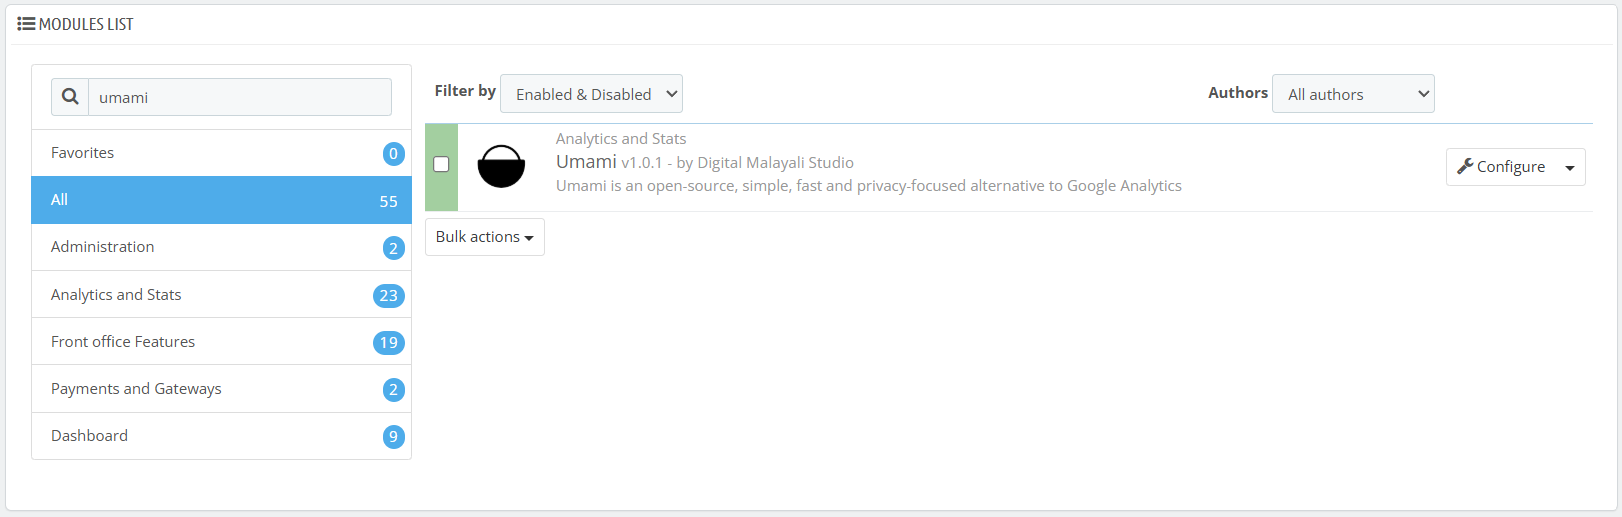 MODULES LIST
umami
Favorites 0
All 55
Administration 2
Analytics and Stats 23
Front office Features 19
Payments and Gateways 2
Dashboard 9
Filter by Enabled & Disabled
Authors All authors
Analytics and Stats
Umami v1.0.1 - by Digital Malayali Studio
Umami is an open-source, simple, fast and privacy-focused alternative to Google Analytics
Configure
Bulk actions